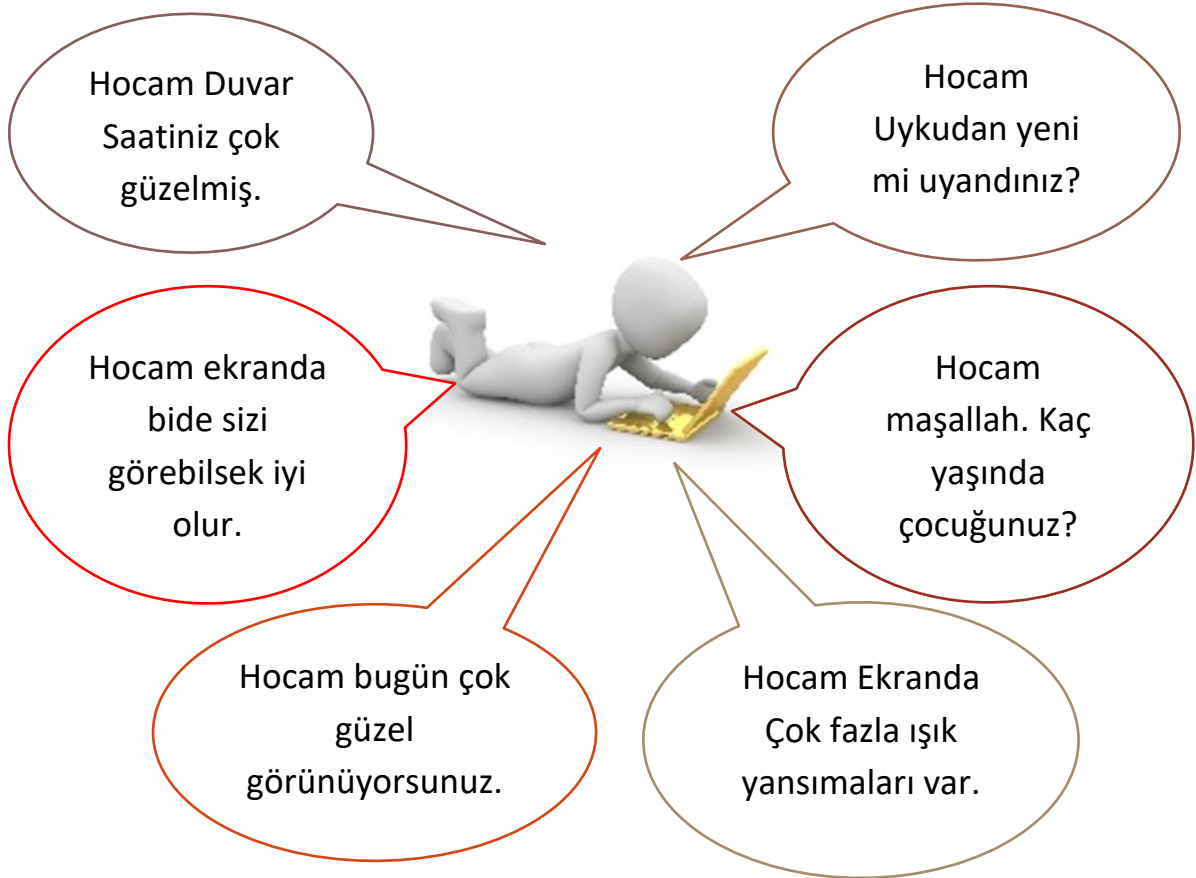 Hocam Duvar
Saatiniz çok
güzelmiş.
Hocam
Uykudan yeni
mi uyandınız?
Hocam ekranda
bide sizi
görebilsek iyi
olur.
Hocam
maşallah. Kaç
yaşında
çocuğunuz?
Hocam bugün çok
güzel
görünüyorsunuz.
Hocam Ekranda
Çok fazla ışık
yansımaları var.